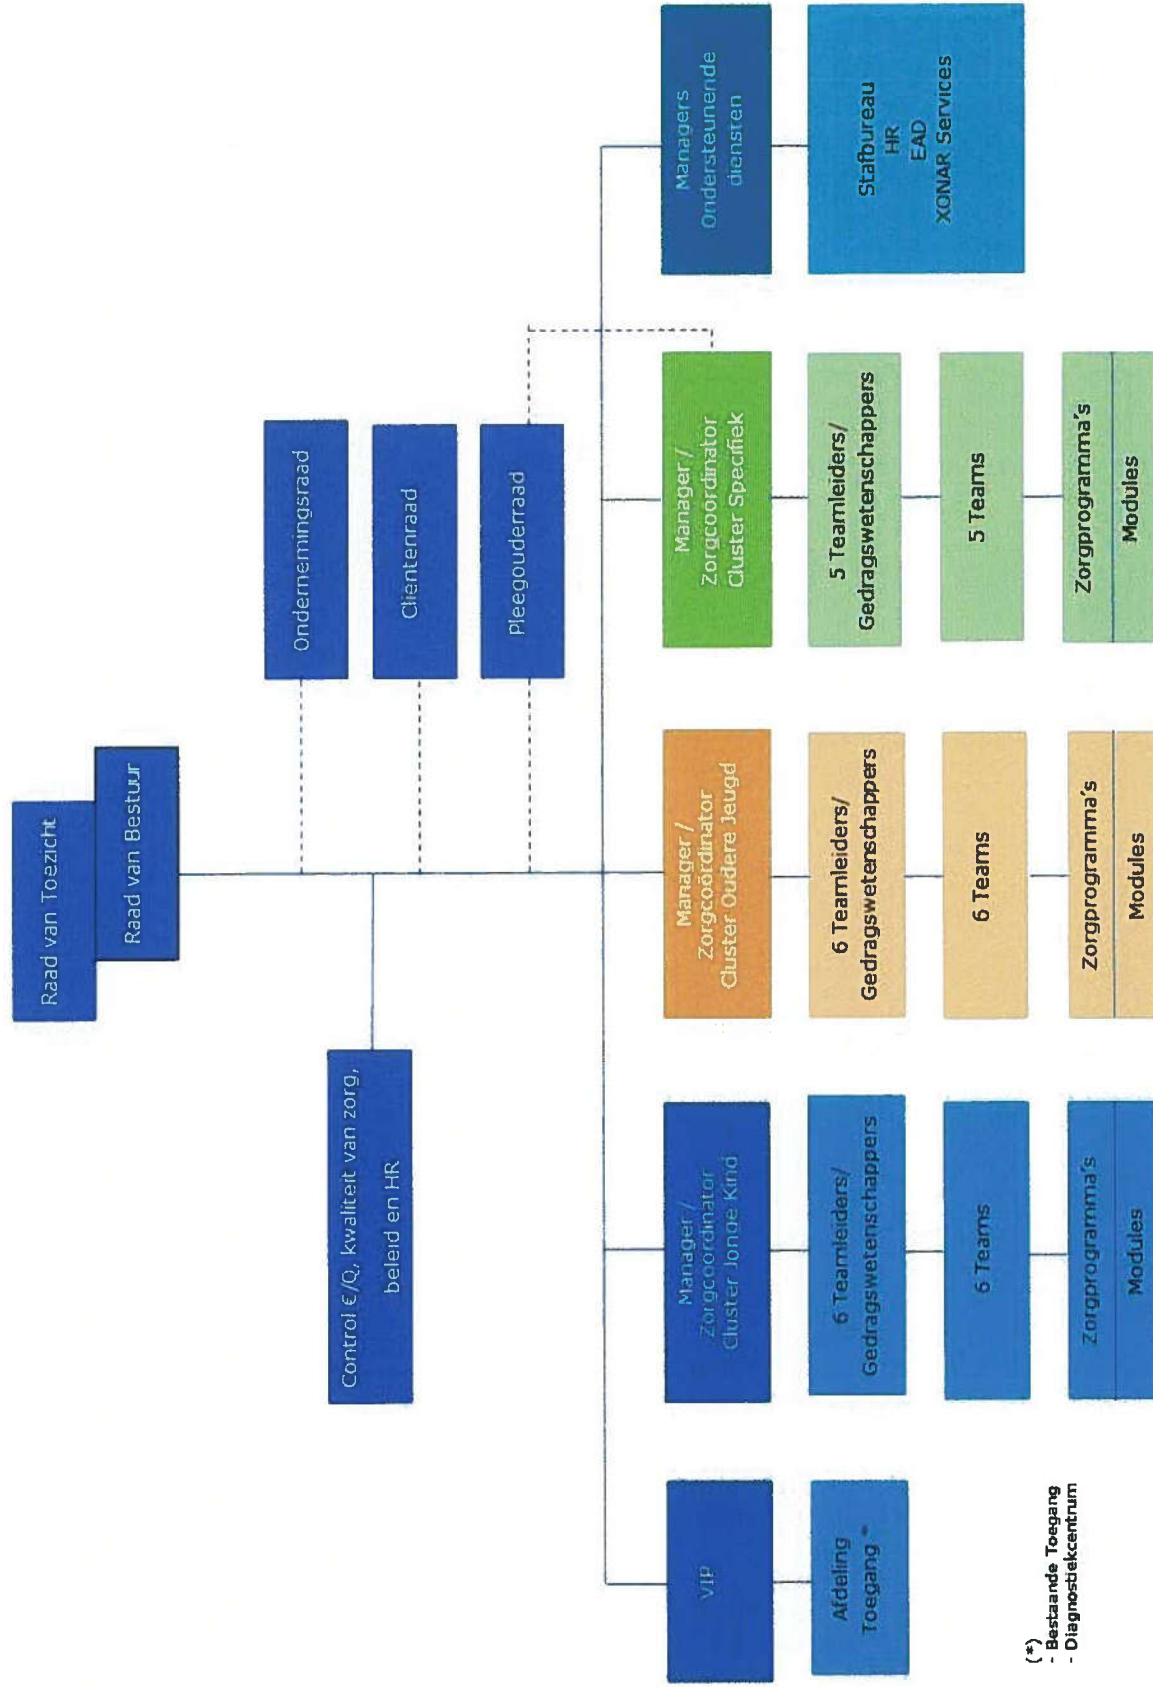 Raad van Toezicht
Raad van Bestuur
Ondernemingsraad
Control €/Q, kwaliteit van zorg,
beleid en HR
Clientenraad
Pleegouderraad
VIP
Manager /
Zorgcoordinator
Cluster Jonge Kind
Manager /
Zorgcoördinator
Cluster Oudere Jeugd
Manager /
Zorgcoordinator
Cluster Specifiek
Managers
Ondersteunende
diensten
Afdeling
Toegang *
6 Teamleiders/
Gedragswetenschappers
6 Teamleiders/
Gedragswetenschappers
5 Teamleiders/
Gedragswetenschappers
Stafbureau
HR
EAD
XONAR Services
6 Teams
6 Teams
5 Teams
Zorgprogramma's
Modules
Zorgprogramma's
Modules
Zorgprogramma's
Modules
(*)
- Bestaande Toegang
- Diagnostiekcentrum